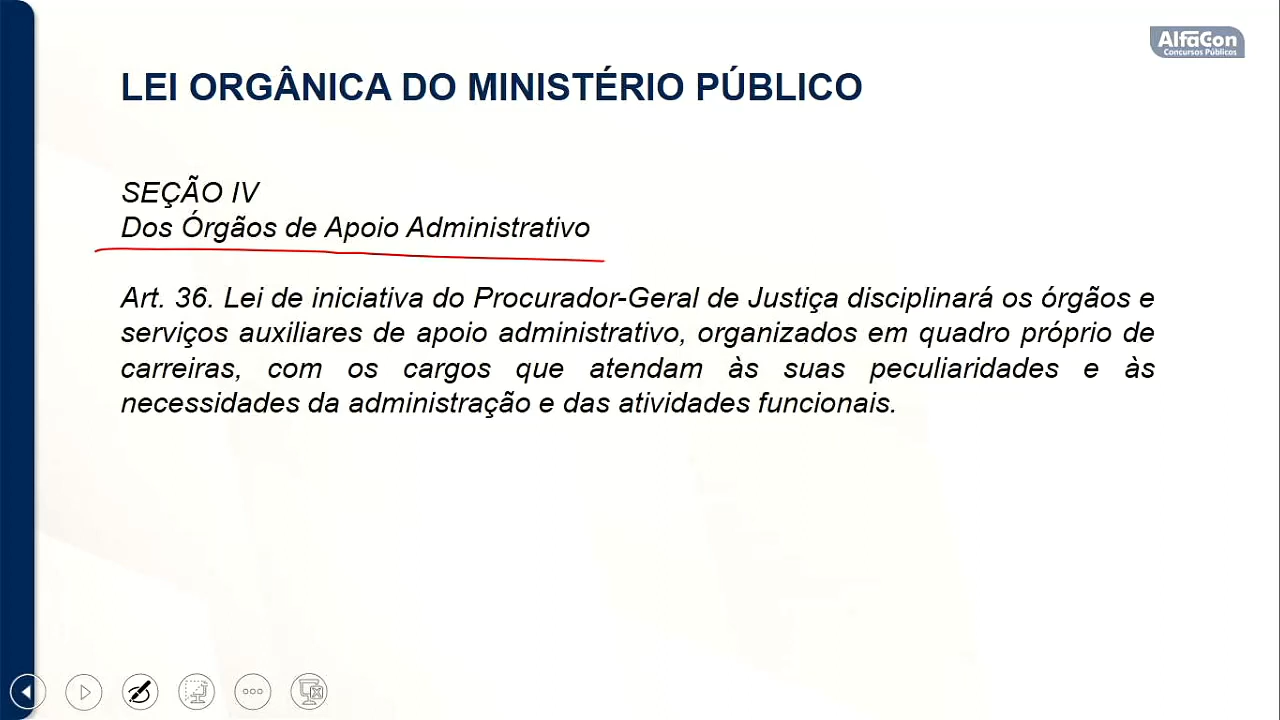 AlfaCon
Concursos Públicos
LEI ORGÂNICA DO MINISTÉRIO PÚBLICO
SEÇÃO IV
Dos Órgãos de Apoio Administrativo
Art. 36. Lei de iniciativa do Procurador-Geral de Justiça disciplinará os órgãos e
serviços auxiliares de apoio administrativo, organizados em quadro próprio de
carreiras, com os cargos que atendam às suas peculiaridades e às
necessidades da administração e das atividades funcionais.